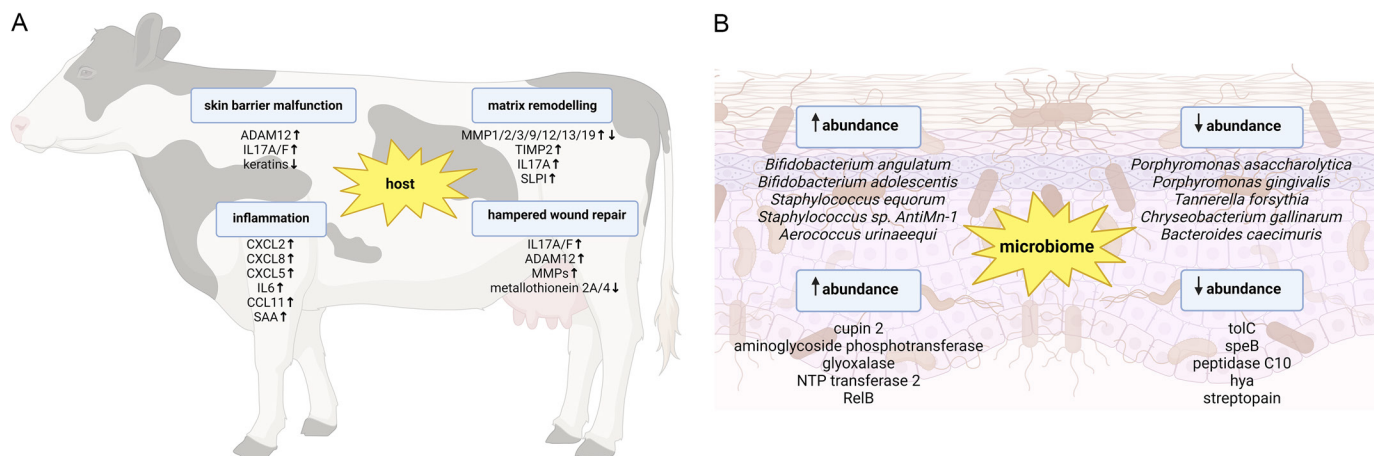 A
skin barrier malfunction
ADAM12↑
IL17A/F↑
keratins↓
matrix remodelling
MMP1/2/3/9/12/13/19↑↓
TIMP2↑
IL17A↑
SLPI↑
host
inflammation
CXCL2↑
CXCL8↑
CXCL5↑
IL6↑
CCL11↑
SAA↑
hampered wound repair
IL17A/F↑
ADAM12↑
MMPs↑
metallothionein 2A/4↓
B
↑abundance
Bifidobacterium angulatum
Bifidobacterium adolescentis
Staphylococcus equorum
Staphylococcus sp. AntiMn-1
Aerococcus urinaeequi
↓abundance
Porphyromonas asaccharolytica
Porphyromonas gingivalis
Tannerella forsythia
Chryseobacterium gallinarum
Bacteroides caecimuris
microbiome
↑abundance
cupin 2
aminoglycoside phosphotransferase
glyoxalase
NTP transferase 2
RelB
↓abundance
tolC
speB
peptidase C10
hya
streptopain